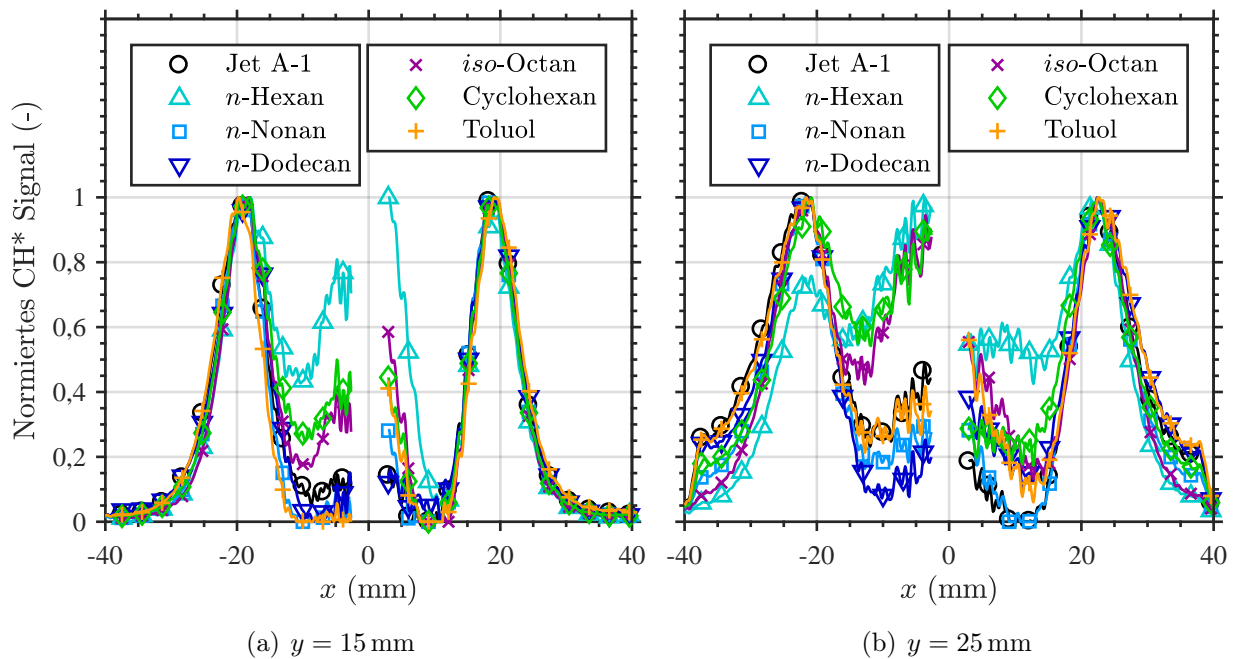 Normiertes CH* Signal (-)
1
0,8
0,6
0,4
0,2
0
Jet A-1
n-Hexan
n-Nonan
n-Dodecan
iso-Octan
Cyclohexan
Toluol
-40 -20 0 20 40
x (mm)
(a) y = 15 mm
Jet A-1
n-Hexan
n-Nonan
n-Dodecan
iso-Octan
Cyclohexan
Toluol
-40 -20 0 20 40
x (mm)
(b) y = 25 mm